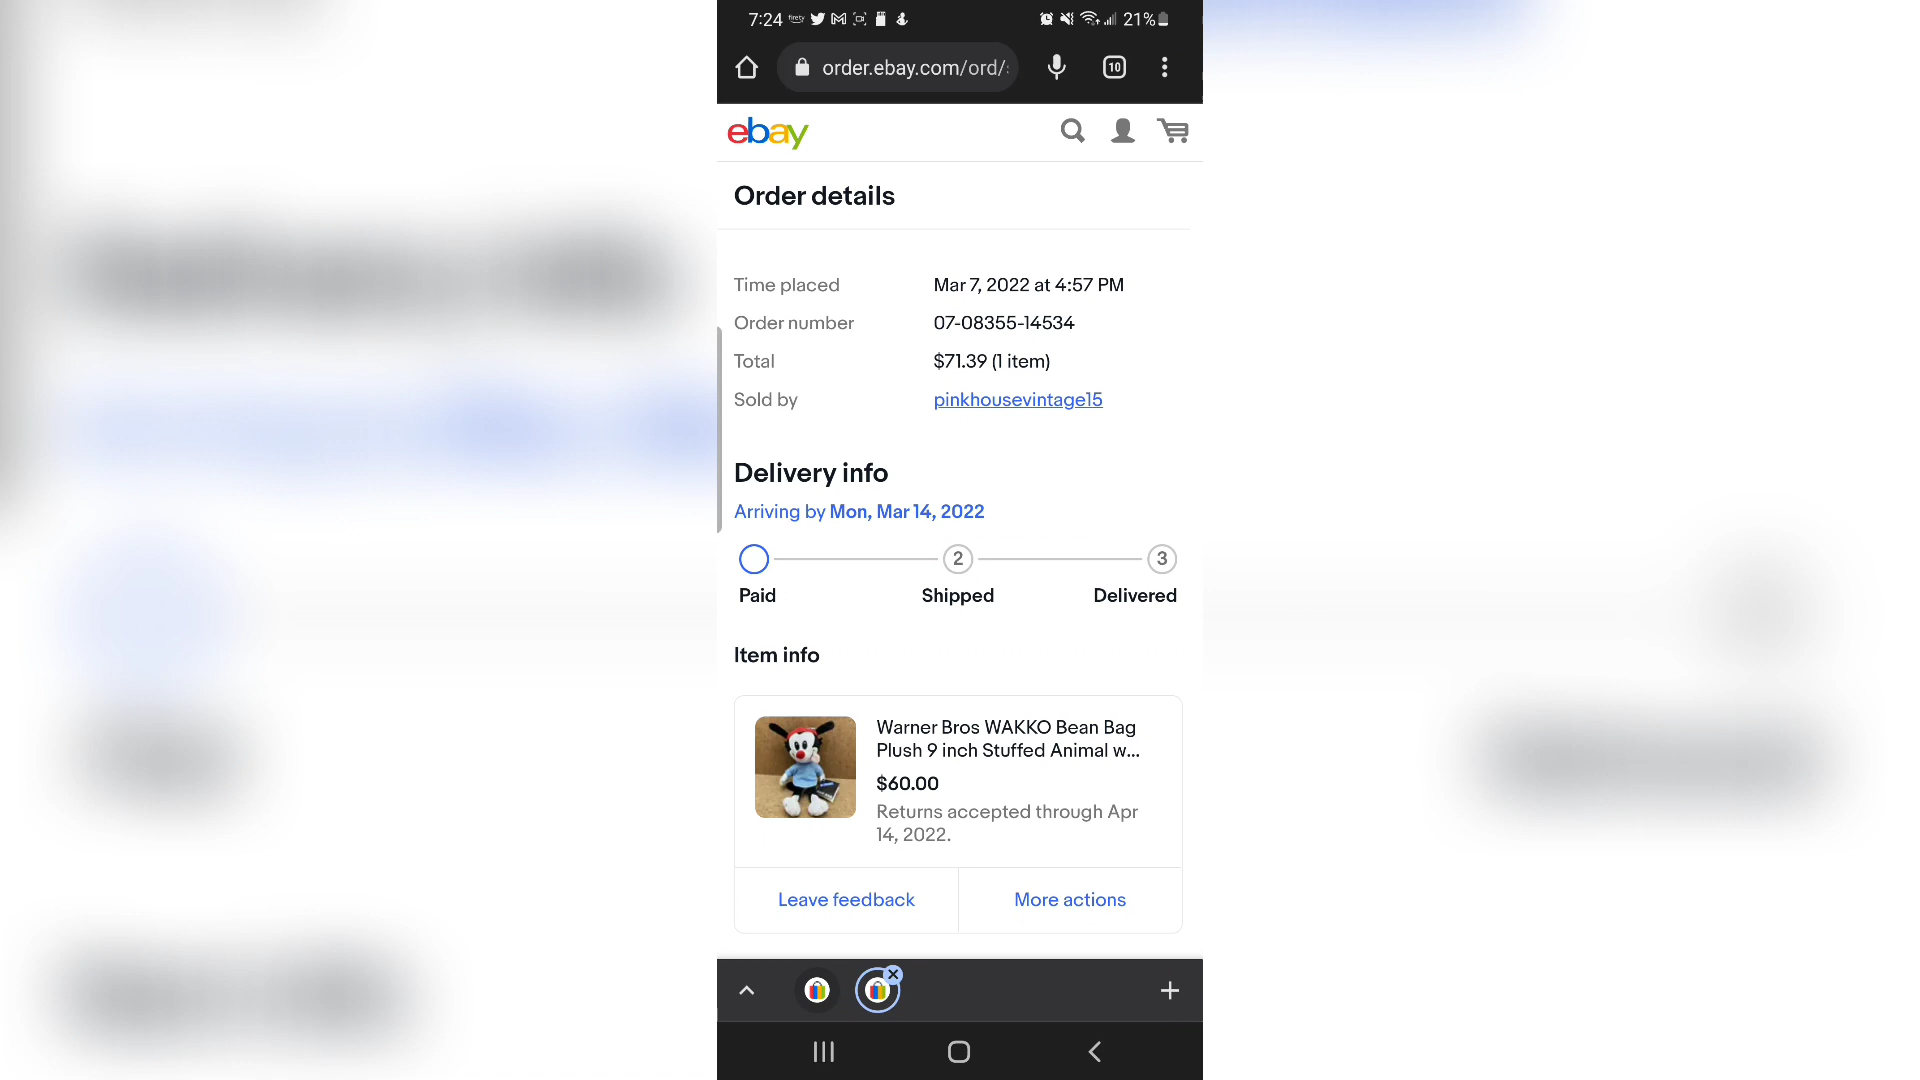 7:24
21%
order.ebay.com/ord/
10
ebay
Order details
Time placed
Mar 7, 2022 at 4:57 PM
Order number
07-08355-14534
Total
$71.39 (1 item)
Sold by
pinkhousevintage15
Delivery info
Arriving by Mon, Mar 14, 2022
2
3
Paid
Shipped
Delivered
Item info
Warner Bros WAKKO Bean Bag
Plush 9 inch Stuffed Animal w...
$60.00
Returns accepted through Apr
14, 2022.
Leave feedback
More actions